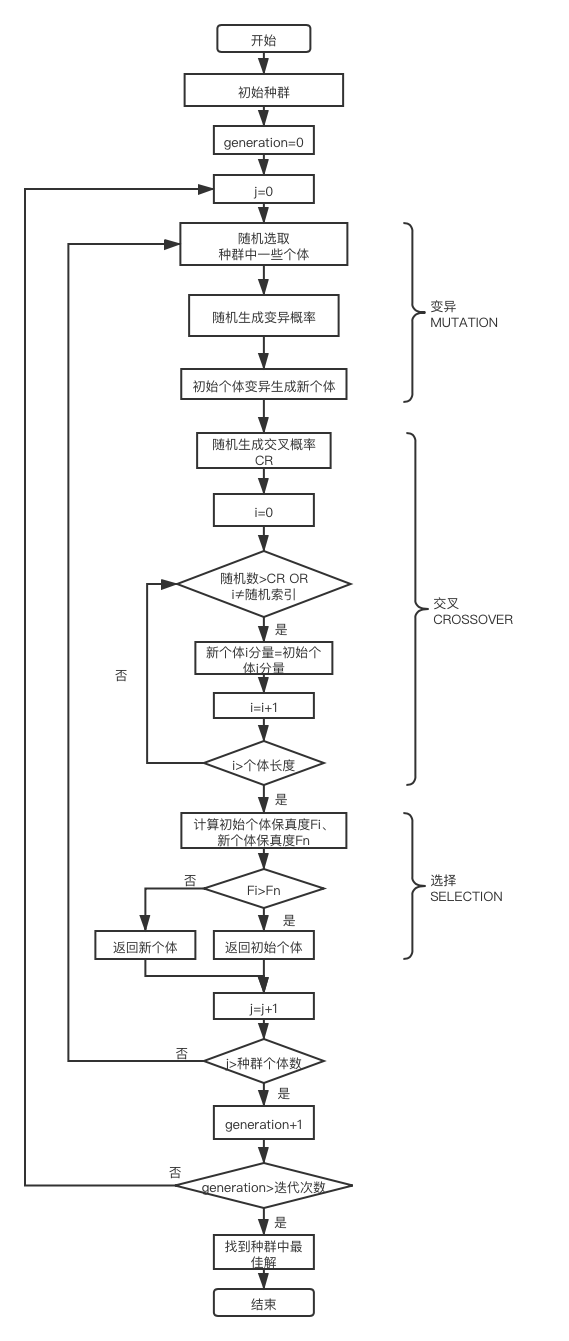 开始
初始种群
generation=0
j=0
随机选取
种群中一些个体
随机生成变异概率
变异
MUTATION
初始个体变异生成新个体
随机生成交叉概率
CR
i=0
随机数>CR OR
i≠随机索引
交叉
CROSSOVER
是
新个体i分量=初始个
体i分量
否
i=i+1
i>个体长度
是
计算初始个体保真度Fi、
新个体保真度Fn
选择
SELECTION
否
Fi>Fn
是
返回新个体
返回初始个体
j=j+1
否
j>种群个体数
是
generation+1
否
generation>迭代次数
是
找到种群中最
佳解
结束